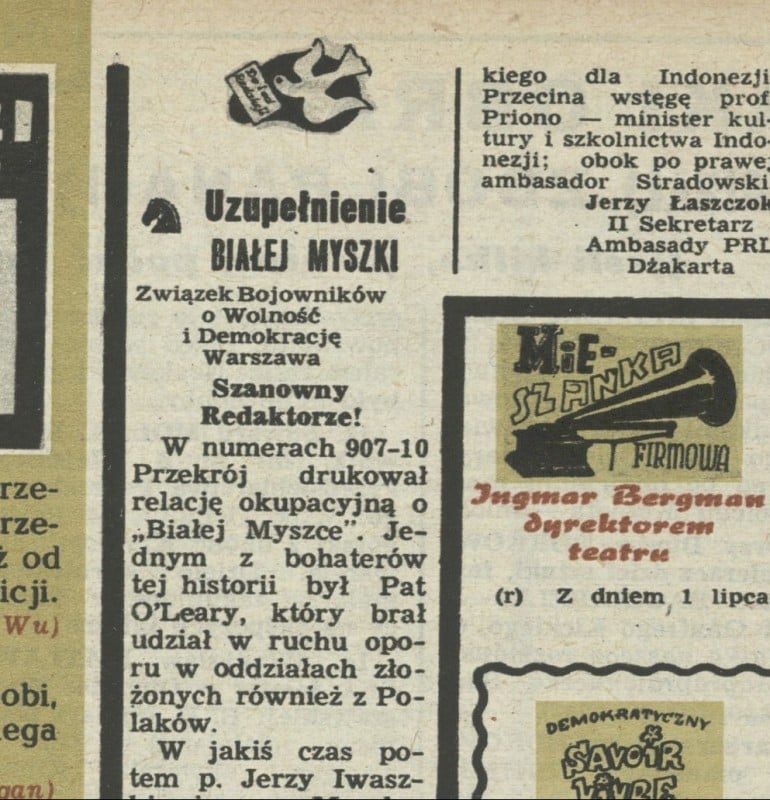 rze-
rze-
ż od
icji.
Wu)
obi,
ega
gan)
Uzupełnienie
BIAŁEJ MYSZKI
Związek Bojowników
o Wolność
i Demokrację
Warszawa
Szanowny
Redaktorze!
W numerach 907-10
Przekrój drukował
relację okupacyjną o
„Białej Myszce". Je-
dnym z bohaterów
tej historii był Pat
O'Leary, który brał
udział w ruchu opo-
ru w oddziałach zło-
żonych również z Po-
laków.
W jakiś czas po-
tem p. Jerzy Iwasz-
kiego dla Indonezji
Przecina wstęgę prof
Priono — minister kul-
tury i szkolnictwa Indo-
nezji; obok po prawej
ambasador Stradowski
Jerzy Łaszczok
II Sekretarz
Ambasady PRL
Dżakarta
MIE-
SZANKA
FIRMOWA
Ingmar Bergman
dyrektorem
teatru
(r) Z dniem 1 lipca
DEMOKRATYCZNY
SAVOIR
VIVRE